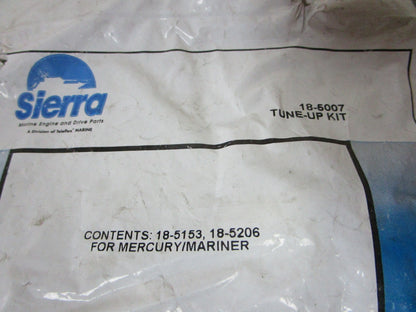 Sierra
Marine Engine and Drive Parts
A Division of Teleflex MARINE
18-5007
TUNE-UP KIT
CONTENTS: 18-5153, 18-5206
FOR MERCURY/MARINER